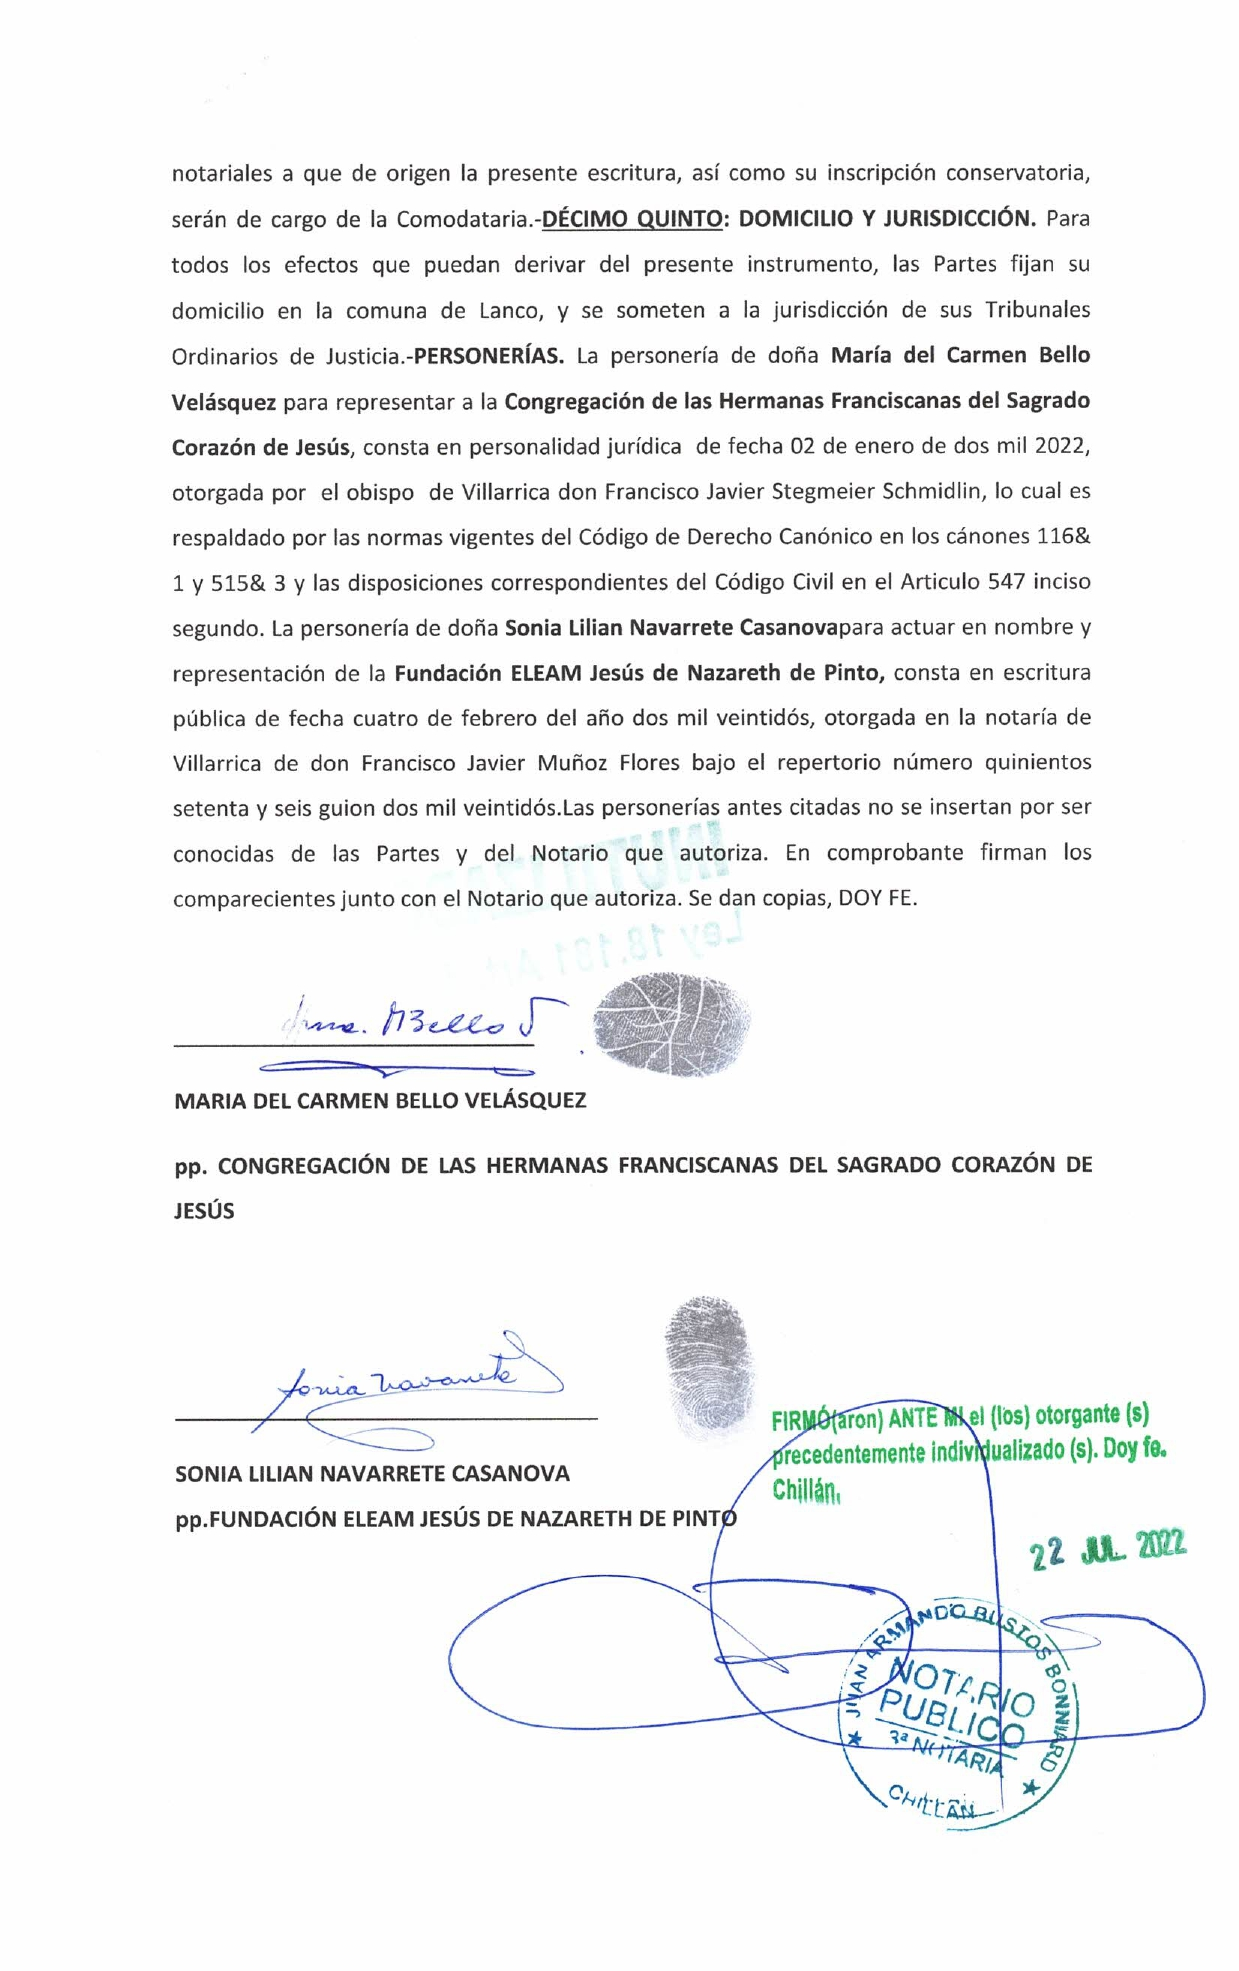 notariales a que de origen la presente escritura, así como su inscripción conservatoria,
serán de cargo de la Comodataria.-DÉCIMO QUINTO: DOMICILIO Y JURISDICCIÓN. Para
todos los efectos que puedan derivar del presente instrumento, las Partes fijan su
domicilio en la comuna de Lanco, y se someten a la jurisdicción de sus Tribunales
Ordinarios de Justicia.-PERSONERÍAS. La personería de doña María del Carmen Bello
Velásquez para representar a la Congregación de las Hermanas Franciscanas del Sagrado
Corazón de Jesús, consta en personalidad jurídica de fecha 02 de enero de dos mil 2022,
otorgada por el obispo de Villarrica don Francisco Javier Stegmeier Schmidlin, lo cual es
respaldado por las normas vigentes del Código de Derecho Canónico en los cánones 116&
1 y 515& 3 y las disposiciones correspondientes del Código Civil en el Articulo 547 inciso
segundo. La personería de doña Sonia Lilian Navarrete Casanovapara actuar en nombre y
representación de la Fundación ELEAM Jesús de Nazareth de Pinto, consta en escritura
pública de fecha cuatro de febrero del año dos mil veintidós, otorgada en la notaría de
Villarrica de don Francisco Javier Muñoz Flores bajo el repertorio número quinientos
setenta y seis guion dos mil veintidós.Las personerías antes citadas no se insertan por ser
conocidas de las Partes y del Notario que autoriza. En comprobante firman los
comparecientes junto con el Notario que autoriza. Se dan copias, DOY FE.
Ley 18.181
MBello V
MARIA DEL CARMEN BELLO VELÁSQUEZ
pp. CONGREGACIÓN DE LAS HERMANAS FRANCISCANAS DEL SAGRADO CORAZÓN DE
JESÚS
Sonia Navarrete
SONIA LILIAN NAVARRETE CASANOVA
pp.FUNDACIÓN ELEAM JESÚS DE NAZARETH DE PINTO
FIRMÓ(aron) ANTE MI el (los) otorgante (s)
precedentemente individualizado (s). Doy fe.
Chillán,
22 JUL 2022
JUAN ARMANDO BUSTOS BONNIARD
NOTARIO
PUBLICO
3ª NOTARIA
CHILLÁN